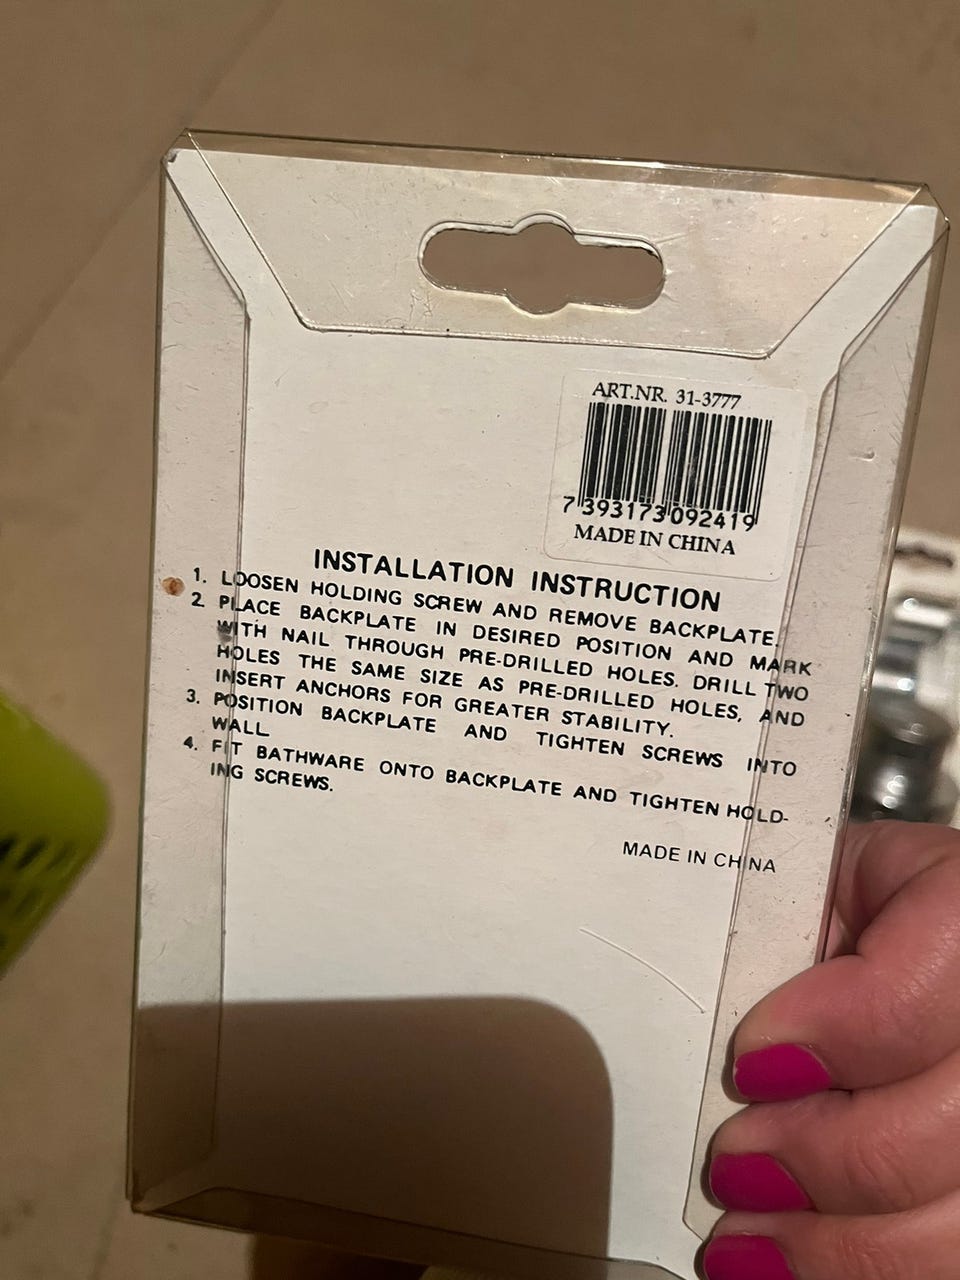 ART.NR. 31-3777
7 393173 092419
MADE IN CHINA
INSTALLATION INSTRUCTION
1. LOOSEN HOLDING SCREW AND REMOVE BACKPLATE.
2. PLACE BACKPLATE IN DESIRED POSITION AND MARK
WITH NAIL THROUGH PRE-DRILLED HOLES. DRILL TWO
HOLES THE SAME SIZE AS PRE-DRILLED HOLES, AND
INSERT ANCHORS FOR GREATER STABILITY.
3. POSITION BACKPLATE AND TIGHTEN SCREWS INTO
WALL
4. FIT BATHWARE ONTO BACKPLATE AND TIGHTEN HOLD-
ING SCREWS.
MADE IN CHINA